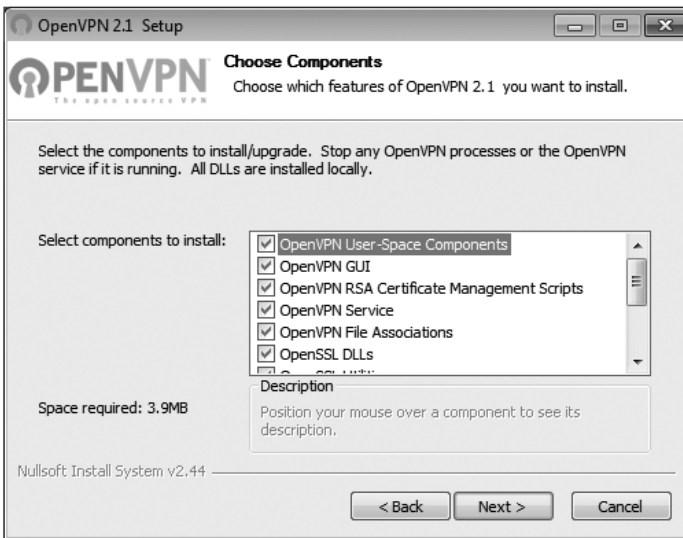 OpenVPN 2.1 Setup
OPENVPN
The open source VPN
Choose Components
Choose which features of OpenVPN 2.1 you want to install.
Select the components to install/upgrade. Stop any OpenVPN processes or the OpenVPN
service if it is running. All DLLs are installed locally.
Select components to install:
OpenVPN User-Space Components
OpenVPN GUI
OpenVPN RSA Certificate Management Scripts
OpenVPN Service
OpenVPN File Associations
OpenSSL DLLs
Space required: 3.9MB
Description
Position your mouse over a component to see its
description.
Nullsoft Install System v2.44
< Back
Next >
Cancel